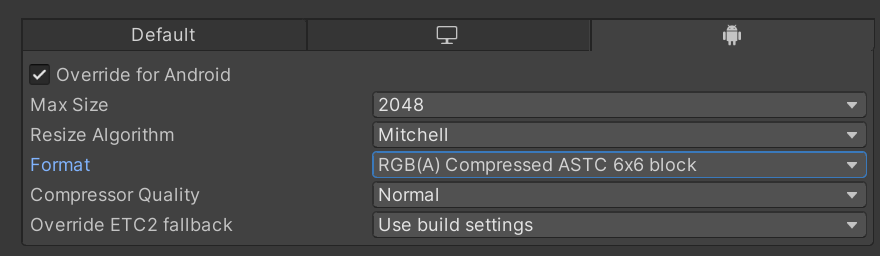 Default
Override for Android
Max Size 2048
Resize Algorithm Mitchell
Format RGB(A) Compressed ASTC 6x6 block
Compressor Quality Normal
Override ETC2 fallback Use build settings